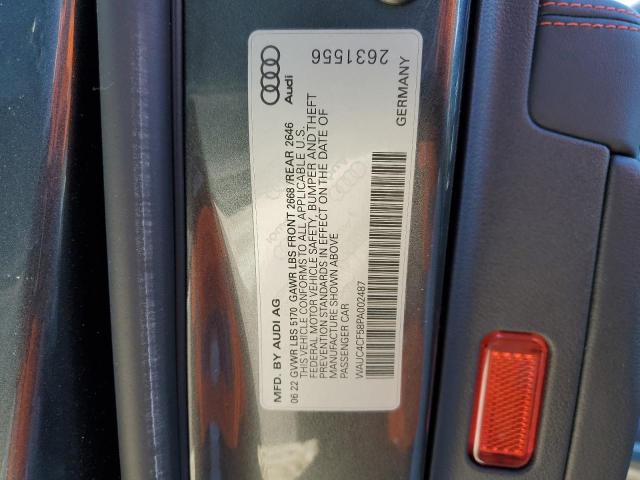 Audi
2631556
MFD. BY AUDI AG
06 22 GVWR LBS 5170 GAWR LBS FRONT 2668 /REAR 2646
THIS VEHICLE CONFORMS TO ALL APPLICABLE U.S.
FEDERAL MOTOR VEHICLE SAFETY, BUMPER AND THEFT
PREVENTION STANDARDS IN EFFECT ON THE DATE OF
MANUFACTURE SHOWN ABOVE
PASSENGER CAR
WAUC4CF58PA002487
GERMANY